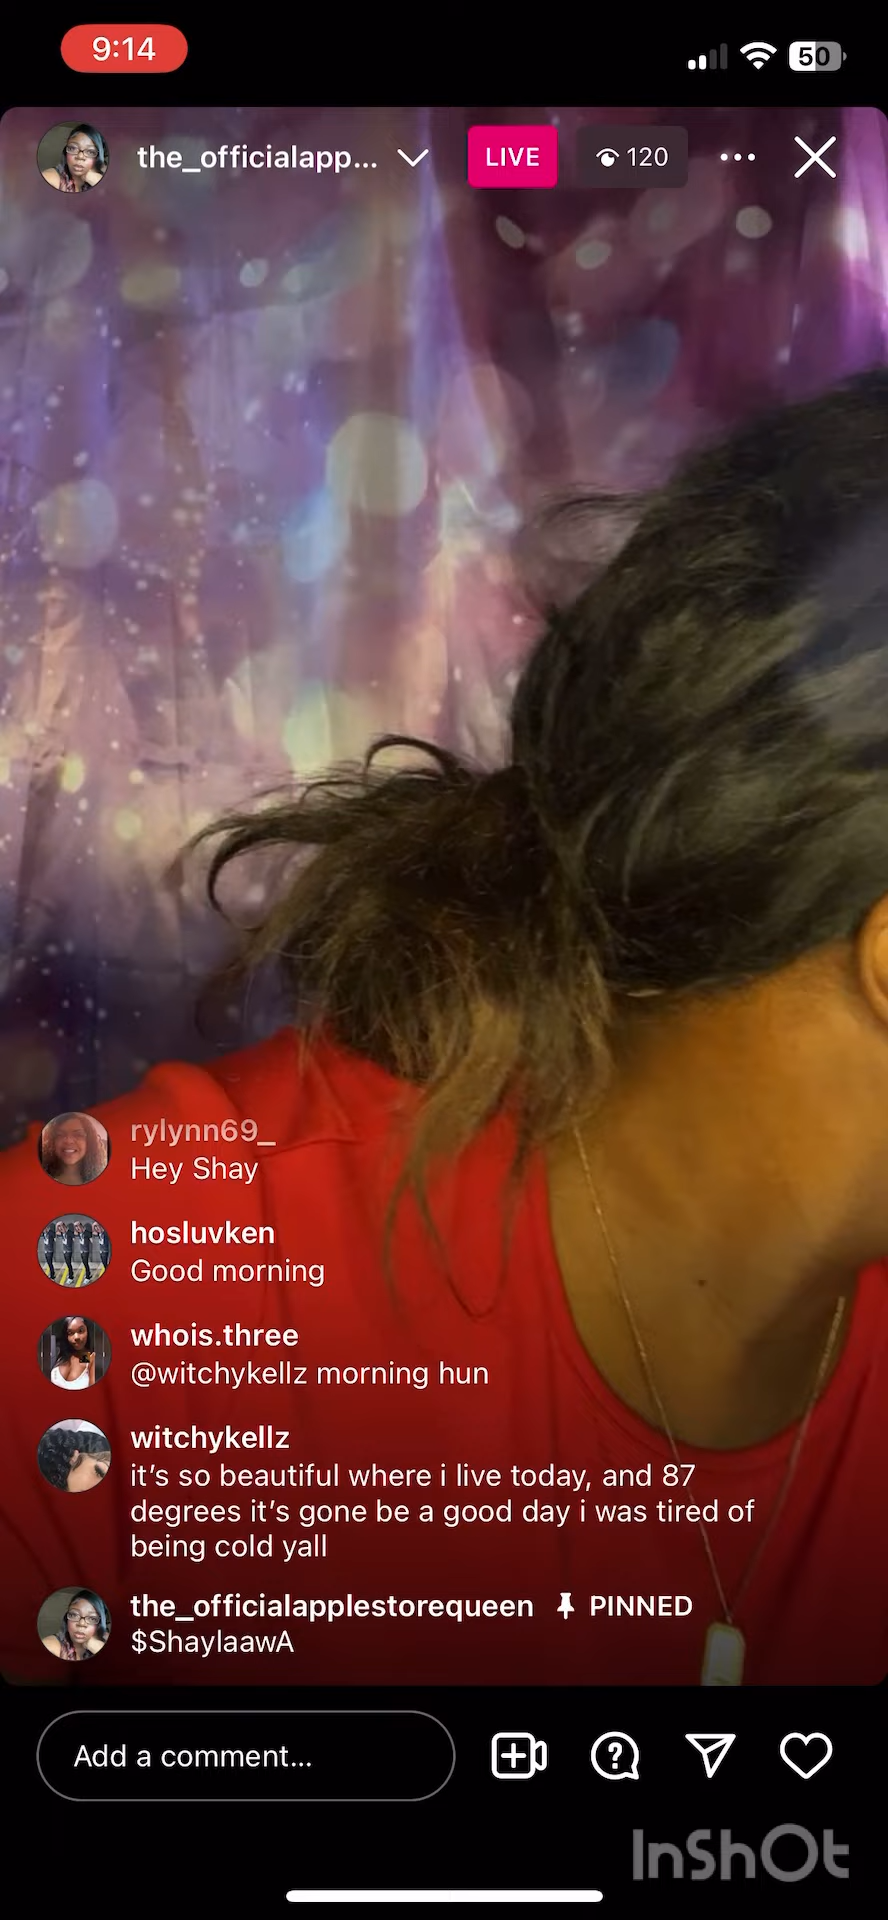 9:14
50
the_officialapp...
LIVE
120
rylynn69_
Hey Shay
hosluvken
Good morning
whois.three
@witchykellz morning hun
witchykellz
it's so beautiful where i live today, and 87
degrees it's gone be a good day i was tired of
being cold yall
the_officialapplestorequeen PINNED
$ShaylaawA
Add a comment...
InShOt